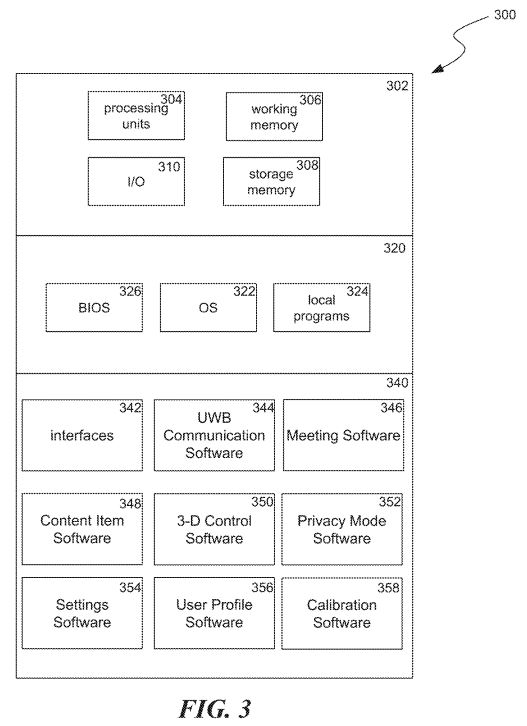 300
302
304
processing
units
306
working
memory
310
I/O
308
storage
memory
320
326
BIOS
322
OS
324
local
programs
340
342
interfaces
344
UWB
Communication
Software
346
Meeting Software
348
Content Item
Software
350
3-D Control
Software
352
Privacy Mode
Software
354
Settings
Software
356
User Profile
Software
358
Calibration
Software
FIG. 3